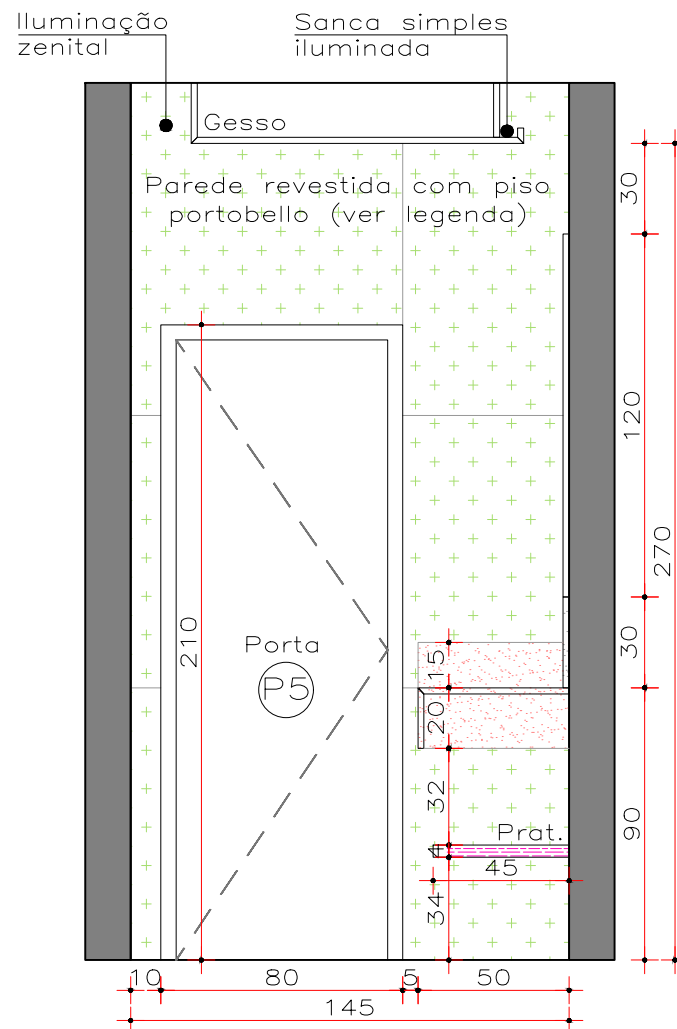 Iluminação
zenital
Sanca simples
iluminada
Gesso
Parede revestida com piso
portobello (ver legenda)
30
120
270
210
Porta
P5
15
30
20
32
90
Prat.
4
45
34
10
80
5
50
145